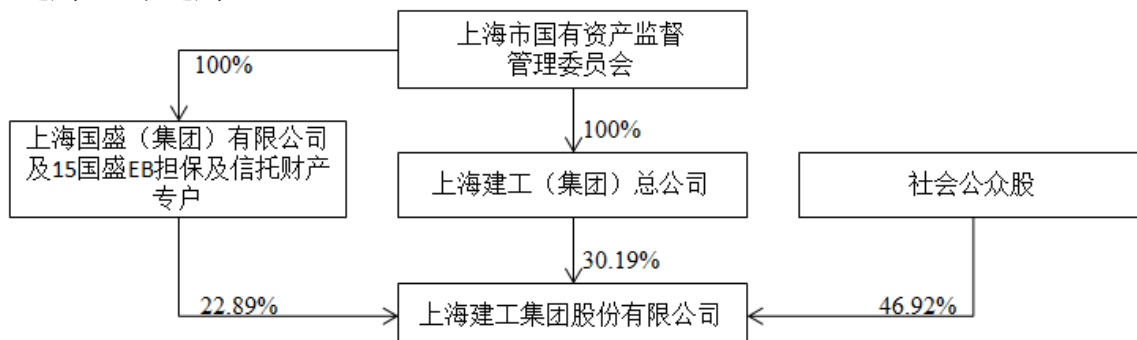 上海市国有资产监督
管理委员会
100%
100%
上海国盛（集团）有限公司
及15国盛EB担保及信托财产
专户
上海建工（集团）总公司
社会公众股
30.19%
22.89%
46.92%
上海建工集团股份有限公司